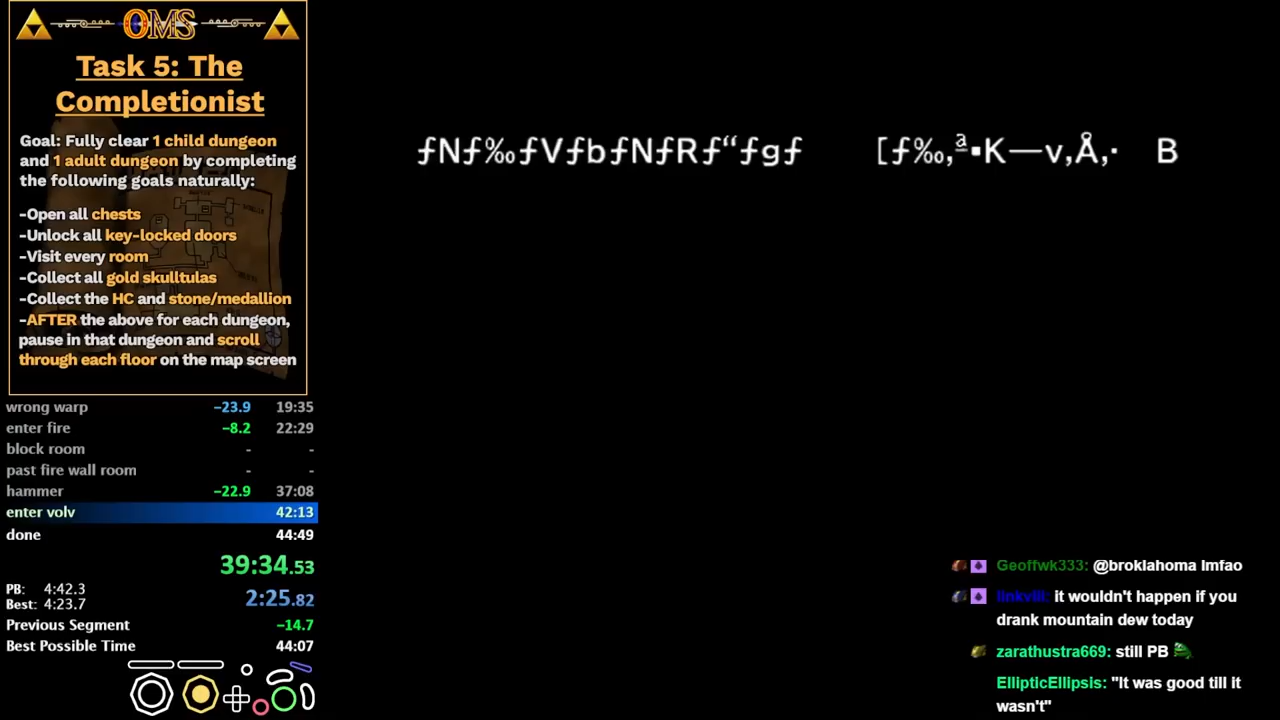 OMS
Task 5: The
Completionist
Goal: Fully clear 1 child dungeon
and 1 adult dungeon by completing
the following goals naturally:
-Open all chests
-Unlock all key-locked doors
-Visit every room
-Collect all gold skulltulas
-Collect the HC and stone/medallion
-AFTER the above for each dungeon,
pause in that dungeon and scroll
through each floor on the map screen
wrong warp -23.9 19:35
enter fire -8.2 22:29
block room - -
past fire wall room - -
hammer -22.9 37:08
enter volv 42:13
done 44:49
39:34.53
PB: 4:42.3
Best: 4:23.7
2:25.82
Previous Segment -14.7
Best Possible Time 44:07
ƒNƒ‰ƒVƒbƒNƒRƒ“ƒgƒ [ƒ‰‚ª•K—v‚Å‚· B
Geoffwk333: @broklahoma lmfao
it wouldn't happen if you
drank mountain dew today
zarathustra669: still PB
EllipticEllipsis: "It was good till it
wasn't"